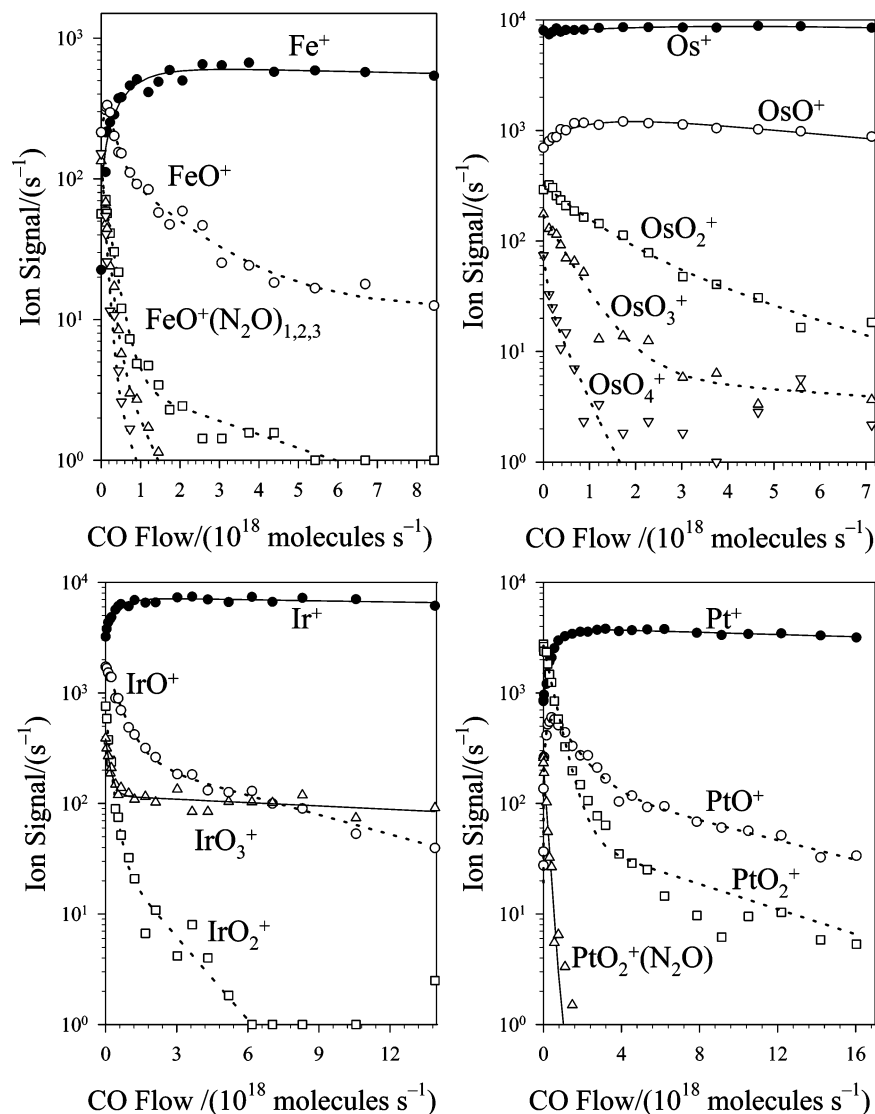 Ion Signal/(s⁻¹)
10³
10²
10¹
10⁰
Fe⁺
FeO⁺
FeO⁺(N₂O)₁,₂,₃
0 1 2 3 4 5 6 7 8
CO Flow/(10¹⁸ molecules s⁻¹)
Ion Signal/(s⁻¹)
10⁴
10³
10²
10¹
10⁰
Os⁺
OsO⁺
OsO₂⁺
OsO₃⁺
OsO₄⁺
0 1 2 3 4 5 6 7
CO Flow /(10¹⁸ molecules s⁻¹)
Ion Signal/(s⁻¹)
10⁴
10³
10²
10¹
10⁰
Ir⁺
IrO⁺
IrO₃⁺
IrO₂⁺
0 3 6 9 12
CO Flow /(10¹⁸ molecules s⁻¹)
Ion Signal/(s⁻¹)
10⁴
10³
10²
10¹
10⁰
Pt⁺
PtO⁺
PtO₂⁺
PtO₂⁺(N₂O)
0 4 8 12 16
CO Flow/(10¹⁸ molecules s⁻¹)